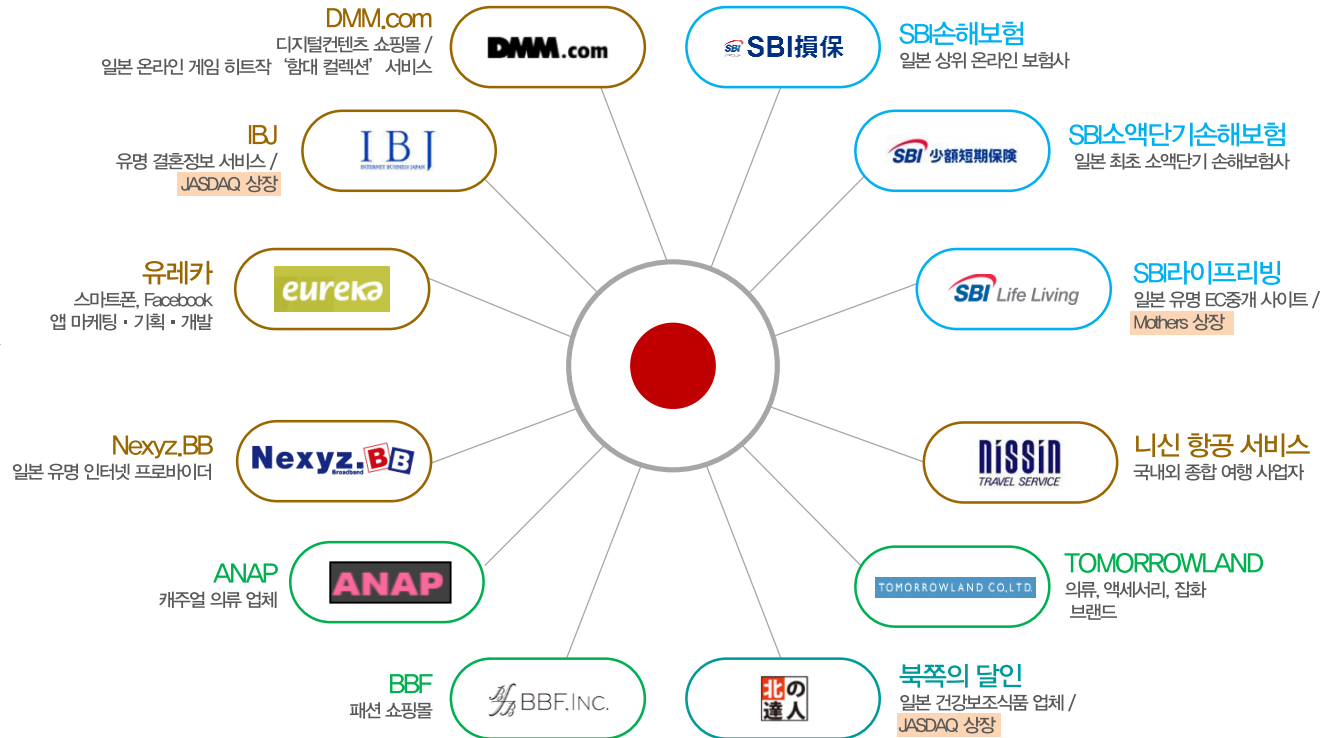 DMM.com
디지털컨텐츠 쇼핑몰 /
일본 온라인 게임 히트작 ‘함대 컬렉션’ 서비스
DMM.com
SBI SBI損保
SBI손해보험
일본 상위 온라인 보험사
IBJ
유명 결혼정보 서비스 /
JASDAQ 상장
IBJ
INTERNET BUSINESS JAPAN
SBI 少額短期保険
SBI소액단기손해보험
일본 최초 소액단기 손해보험사
유레카
스마트폰, Facebook
앱 마케팅・기획・개발
eureka
SBI Life Living
SBI라이프리빙
일본 유명 EC중개 사이트 /
Mothers 상장
Nexyz.BB
일본 유명 인터넷 프로바이더
Nexyz.BB
Broadband
nissin
TRAVEL SERVICE
니신 항공 서비스
국내외 종합 여행 사업자
ANAP
캐주얼 의류 업체
ANAP
TOMORROWLAND CO.,LTD.
TOMORROWLAND
의류, 액세서리, 잡화
브랜드
BBF
패션 쇼핑몰
BBF.INC.
北の
達人
북쪽의 달인
일본 건강보조식품 업체 /
JASDAQ 상장